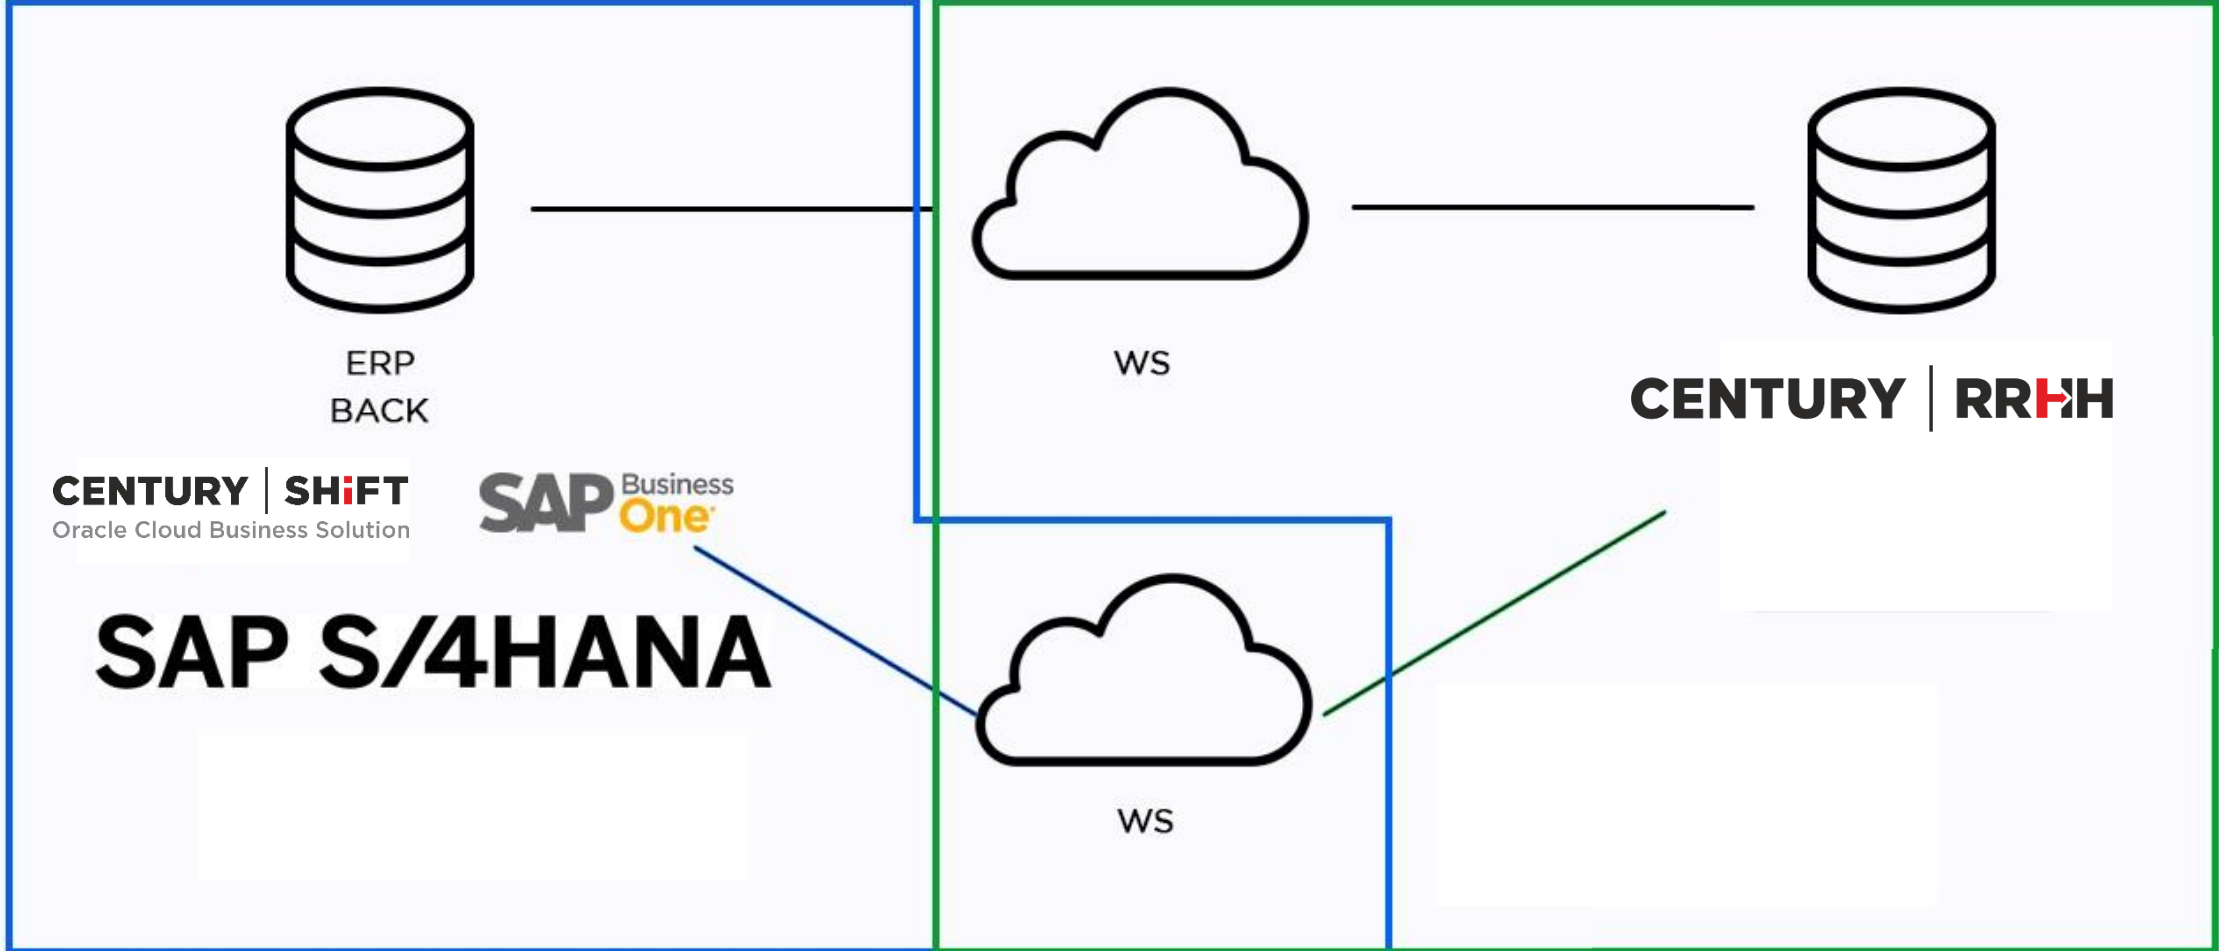 ERP
BACK
WS
CENTURY | RRHH
CENTURY | SHiFT
Oracle Cloud Business Solution
SAP Business One
SAP S/4HANA
WS